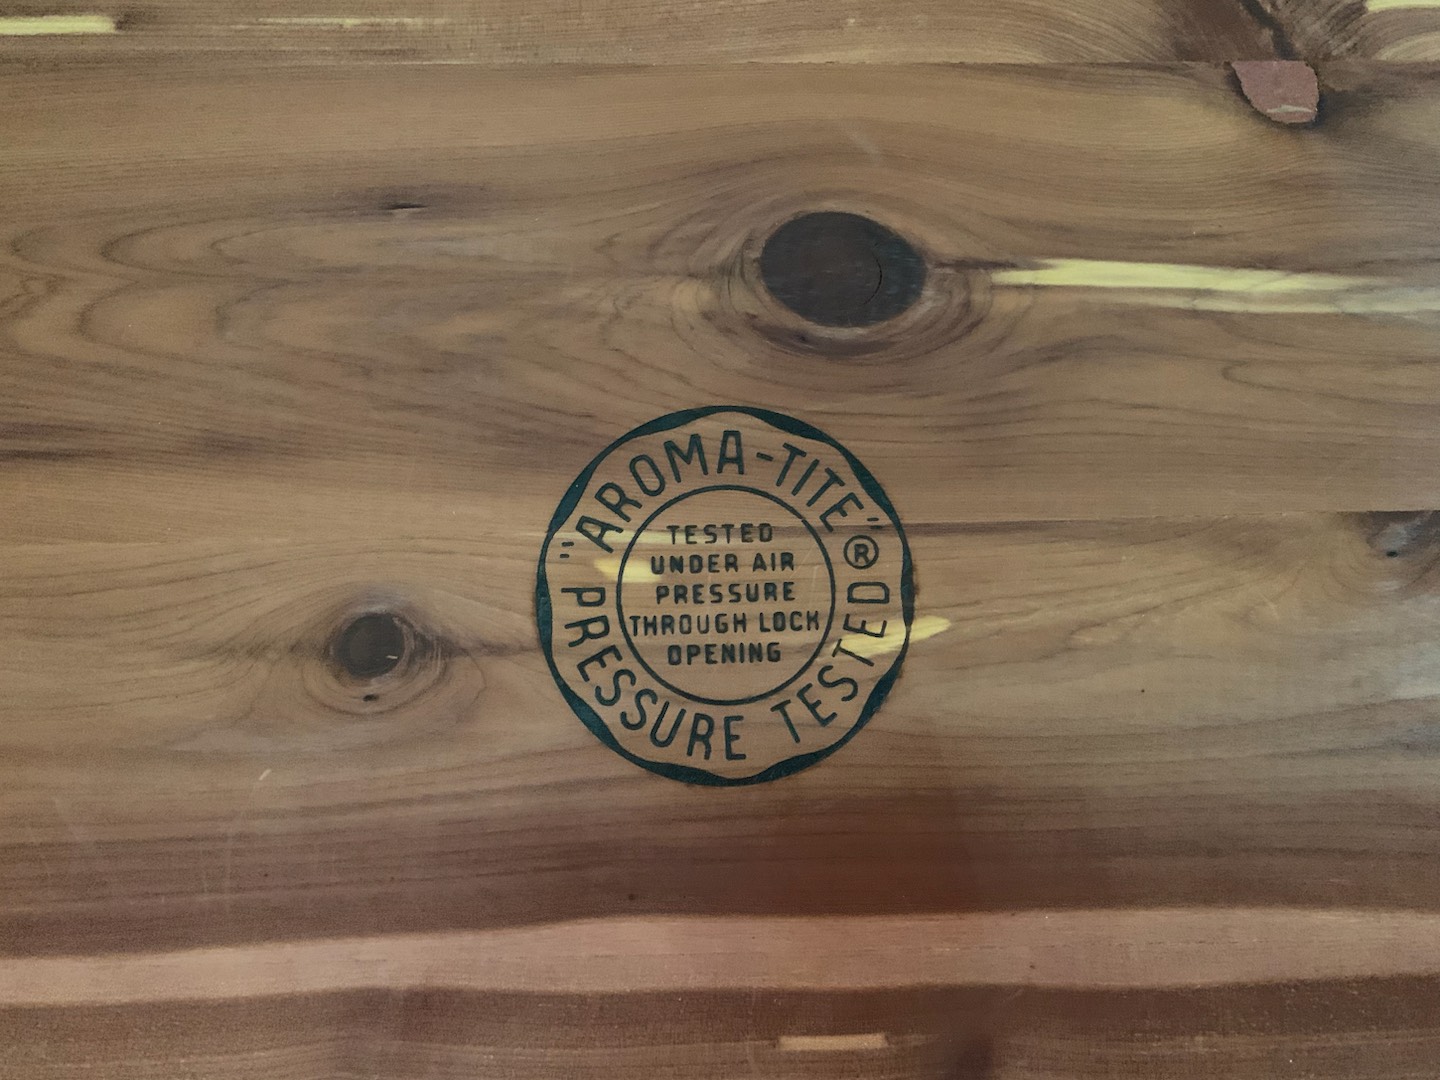 "AROMA-TITE"®
TESTED
UNDER AIR
PRESSURE
THROUGH LOCK
OPENING
PRESSURE TESTED